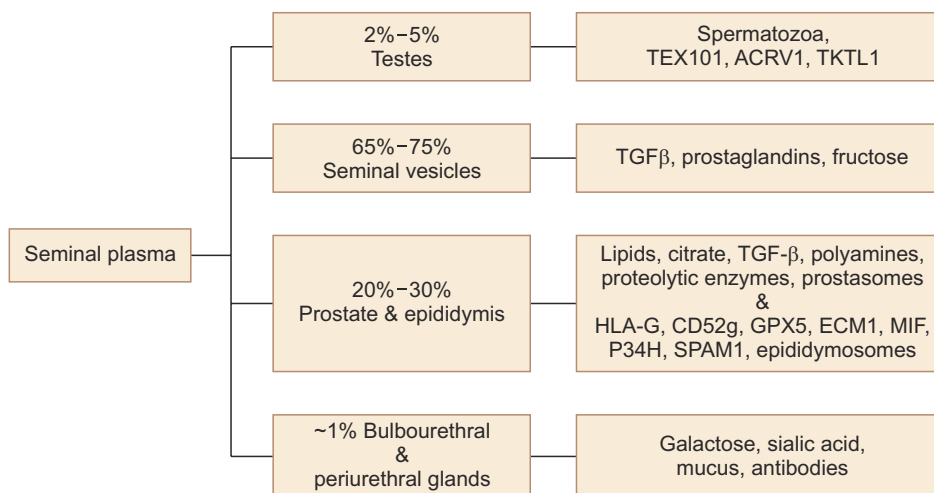 Seminal plasma
2%−5%
Testes
Spermatozoa,
TEX101, ACRV1, TKTL1
65%−75%
Seminal vesicles
TGFβ, prostaglandins, fructose
20%−30%
Prostate & epididymis
Lipids, citrate, TGF-β, polyamines,
proteolytic enzymes, prostasomes
&
HLA-G, CD52g, GPX5, ECM1, MIF,
P34H, SPAM1, epididymosomes
~1% Bulbourethral
&
periurethral glands
Galactose, sialic acid,
mucus, antibodies